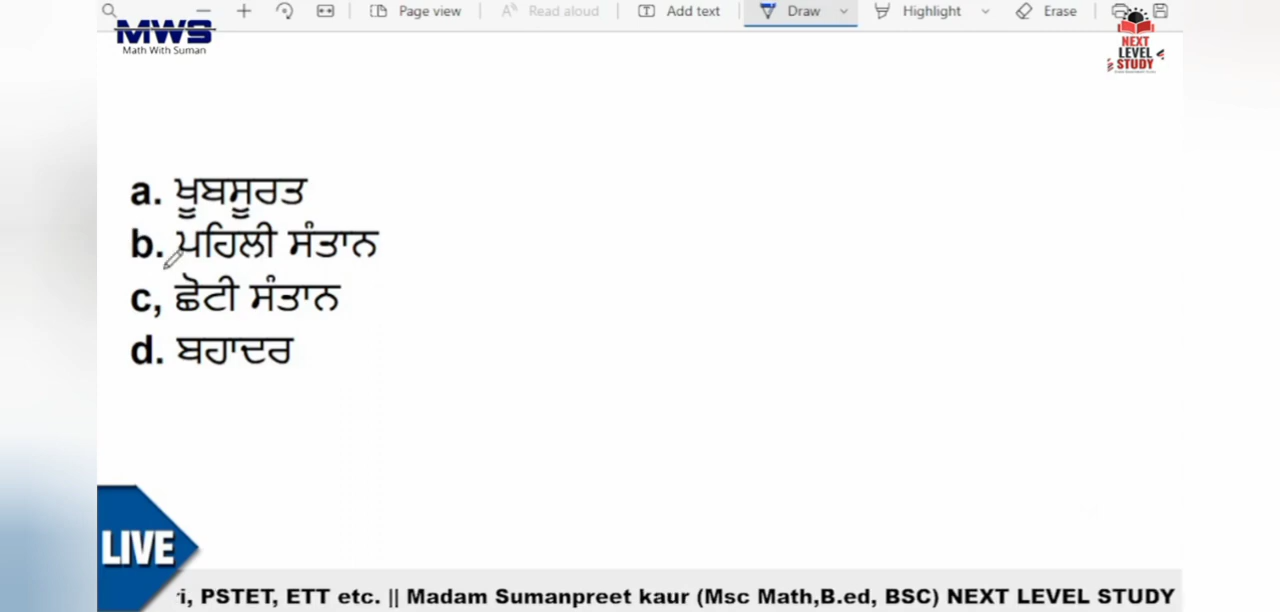 Page view Read aloud Add text Draw Highlight Erase
MWS
Math With Suman
NEXT
LEVEL
STUDY
a. ਖ਼ੂਬਸੂਰਤ
b. ਪਹਿਲੀ ਸੰਤਾਨ
c, ਛੋਟੀ ਸੰਤਾਨ
d. ਬਹਾਦਰ
LIVE
ri, PSTET, ETT etc. || Madam Sumanpreet kaur (Msc Math,B.ed, BSC) NEXT LEVEL STUDY